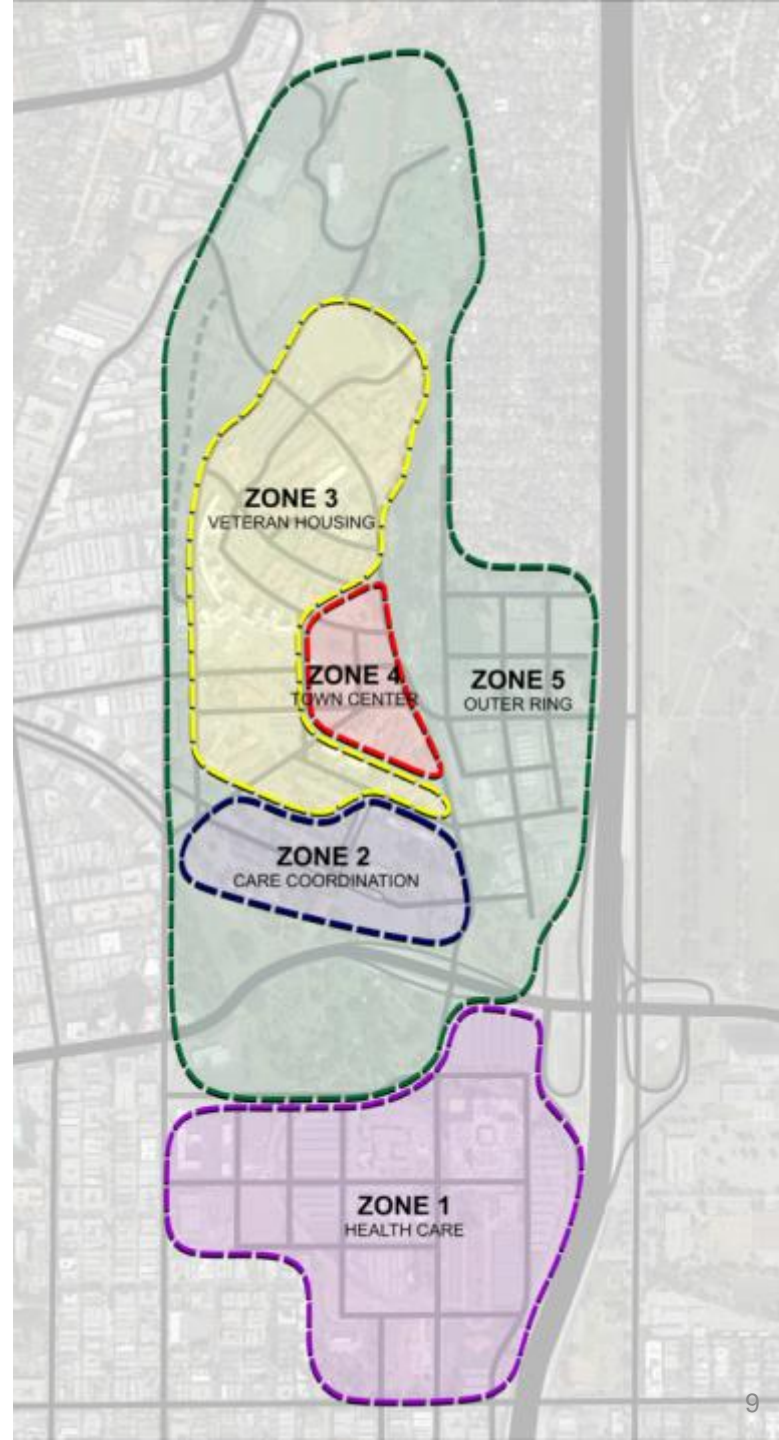 ZONE 3
VETERAN HOUSING
ZONE 4
TOWN CENTER
ZONE 5
OUTER RING
ZONE 2
CARE COORDINATION
ZONE 1
HEALTH CARE
9